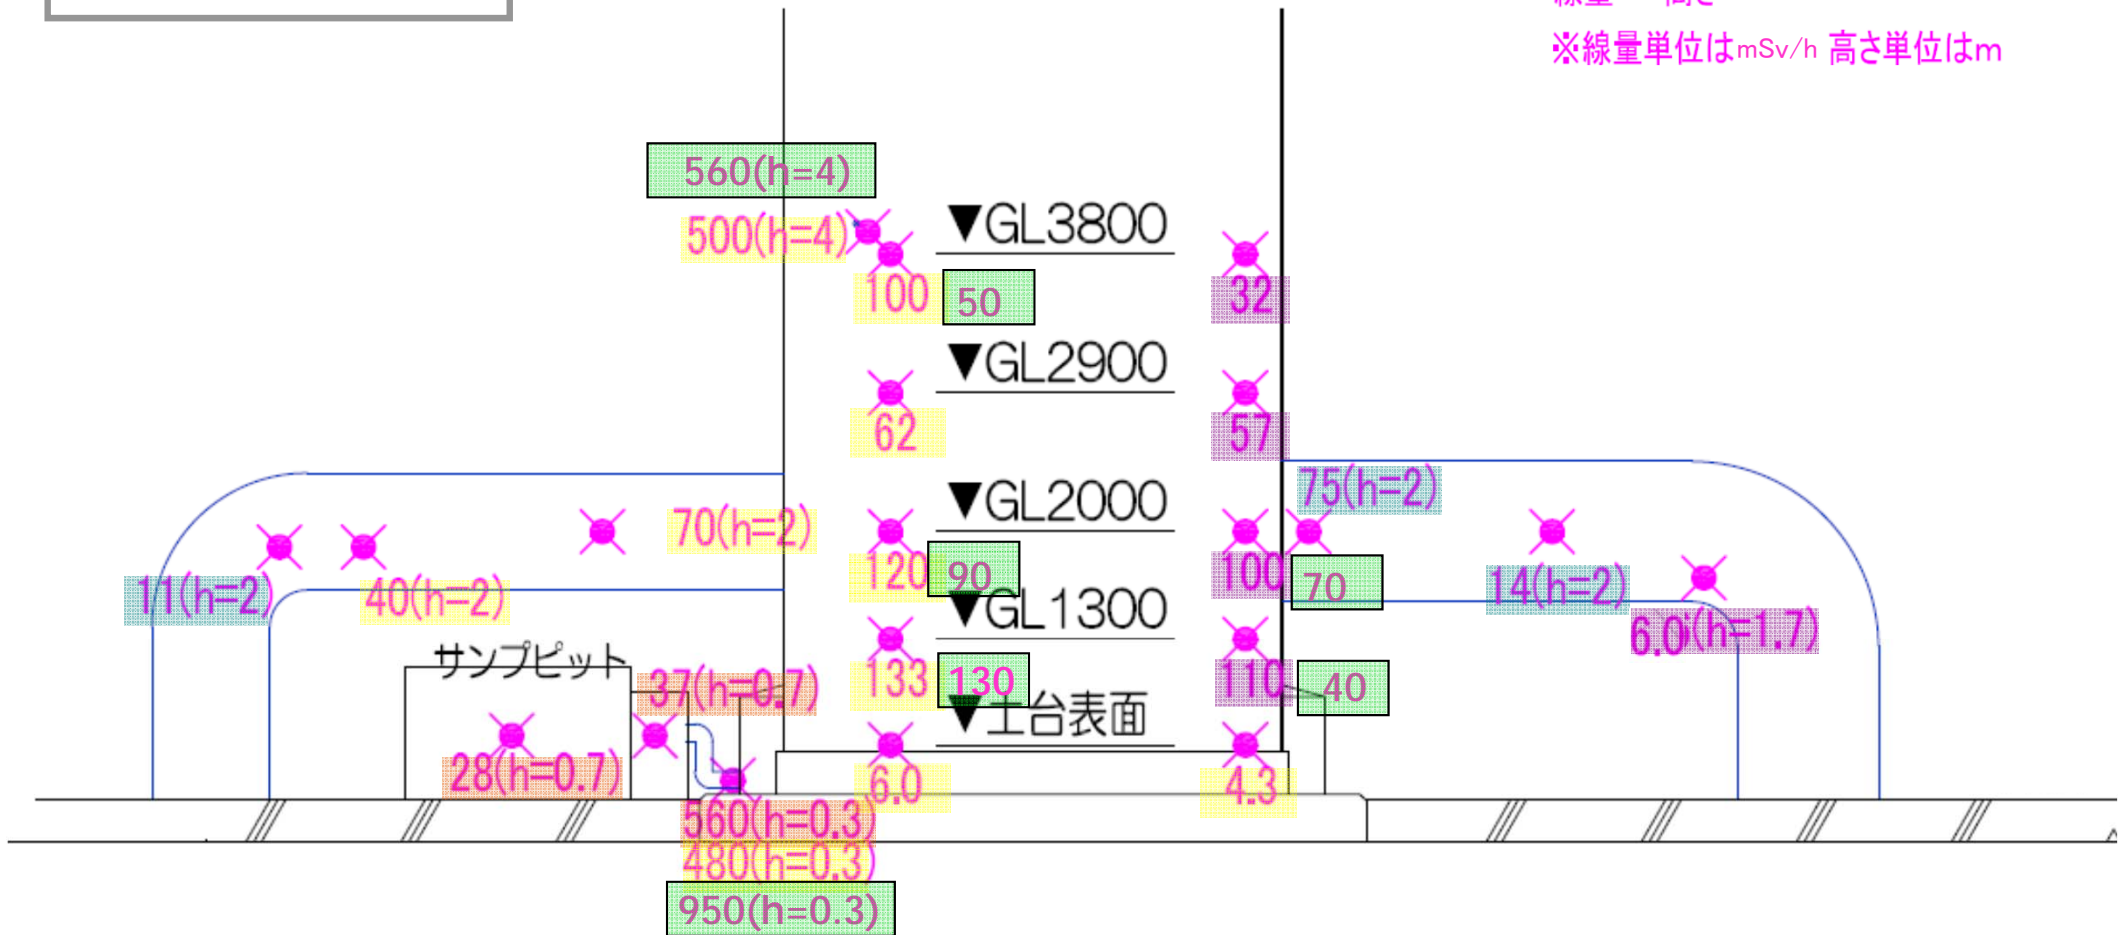 ※線量単位はmSv/h 高さ単位はm
560(h=4)
500(h=4)
▼GL3800
100
50
32
▼GL2900
62
57
75(h=2)
▼GL2000
70(h=2)
120
90
100
70
14(h=2)
11(h=2)
40(h=2)
▼GL1300
6.0
(h=1.7)
サンプピット
37(h=0.7)
133
130
110
40
▼土台表面
28(h=0.7)
6.0
4.3
560(h=0.3)
480(h=0.3)
950(h=0.3)